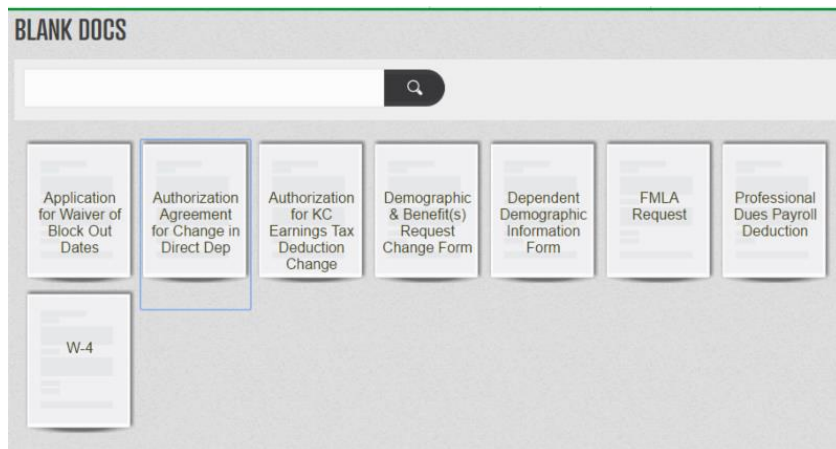 BLANK DOCS
Application
for Waiver of
Block Out
Dates
Authorization
Agreement
for Change in
Direct Dep
Authorization
for KC
Earnings Tax
Deduction
Change
Demographic
& Benefit(s)
Request
Change Form
Dependent
Demographic
Information
Form
FMLA
Request
Professional
Dues Payroll
Deduction
W-4